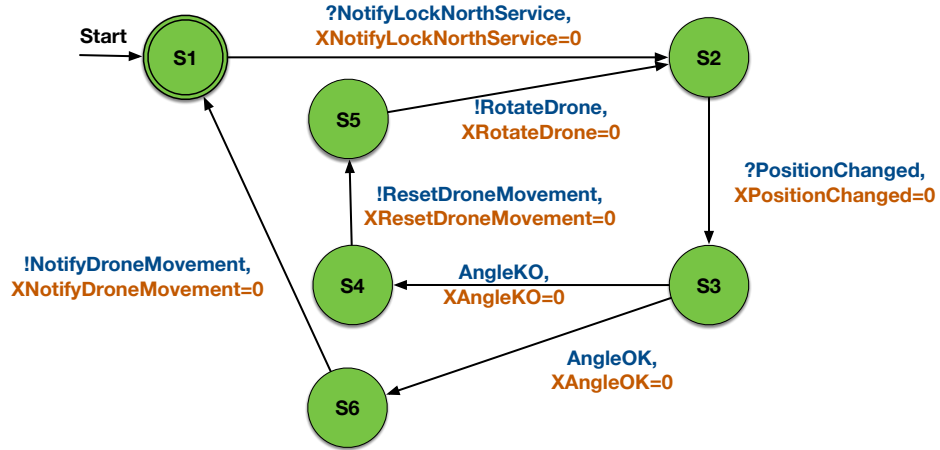 ?NotifyLockNorthService,
XNotifyLockNorthService=0
Start
S1
S2
!RotateDrone,
XRotateDrone=0
S5
?PositionChanged,
XPositionChanged=0
!ResetDroneMovement,
XResetDroneMovement=0
!NotifyDroneMovement,
XNotifyDroneMovement=0
AngleKO,
XAngleKO=0
S4
S3
AngleOK,
XAngleOK=0
S6